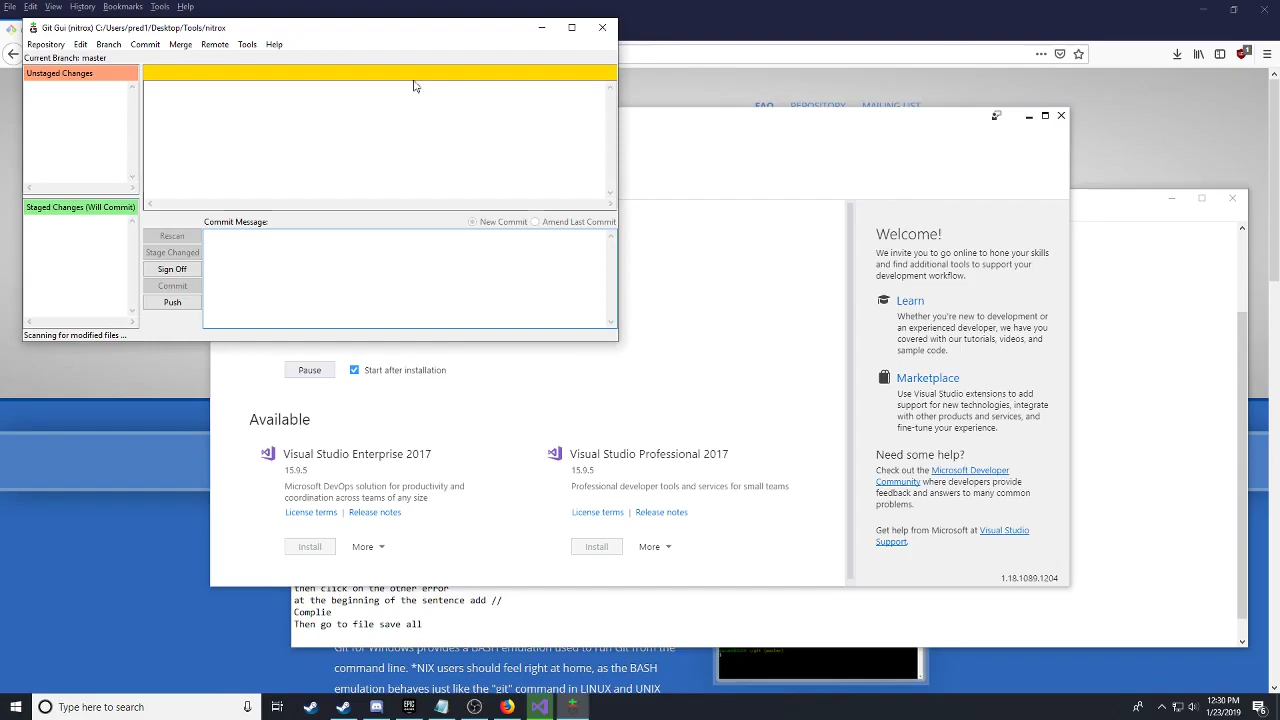 File Edit View History Bookmarks Tools Help
Git Gui (nitrox) C:/Users/pred1/Desktop/Tools/nitrox
Repository Edit Branch Commit Merge Remote Tools Help
Current Branch: master
Unstaged Changes
Staged Changes (Will Commit)
Commit Message:
New Commit
Amend Last Commit
Rescan
Stage Changed
Sign Off
Commit
Push
Scanning for modified files ...
FAQ REPOSITORY MAILING LIST
Pause
Start after installation
Available
Visual Studio Enterprise 2017
15.9.5
Microsoft DevOps solution for productivity and
coordination across teams of any size
License terms | Release notes
Install
More
Visual Studio Professional 2017
15.9.5
Professional developer tools and services for small teams
License terms | Release notes
Install
More
Welcome!
We invite you to go online to hone your skills
and find additional tools to support your
development workflow.
Learn
Whether you're new to development or
an experienced developer, we have you
covered with our tutorials, videos, and
sample code.
Marketplace
Use Visual Studio extensions to add
support for new technologies, integrate
with other products and services, and
fine-tune your experience.
Need some help?
Check out the Microsoft Developer
Community where developers provide
feedback and answers to many common
problems.
Get help from Microsoft at Visual Studio
Support.
1.18.1089.1204
then click on the other error
at the beginning of the sentence add //
Complie
Then go to file save all
Git for Windows provides a BASH emulation used to run Git from the
command line. *NIX users should feel right at home, as the BASH
emulation behaves just like the "git" command in LINUX and UNIX
Type here to search
12:30 PM
1/23/2019